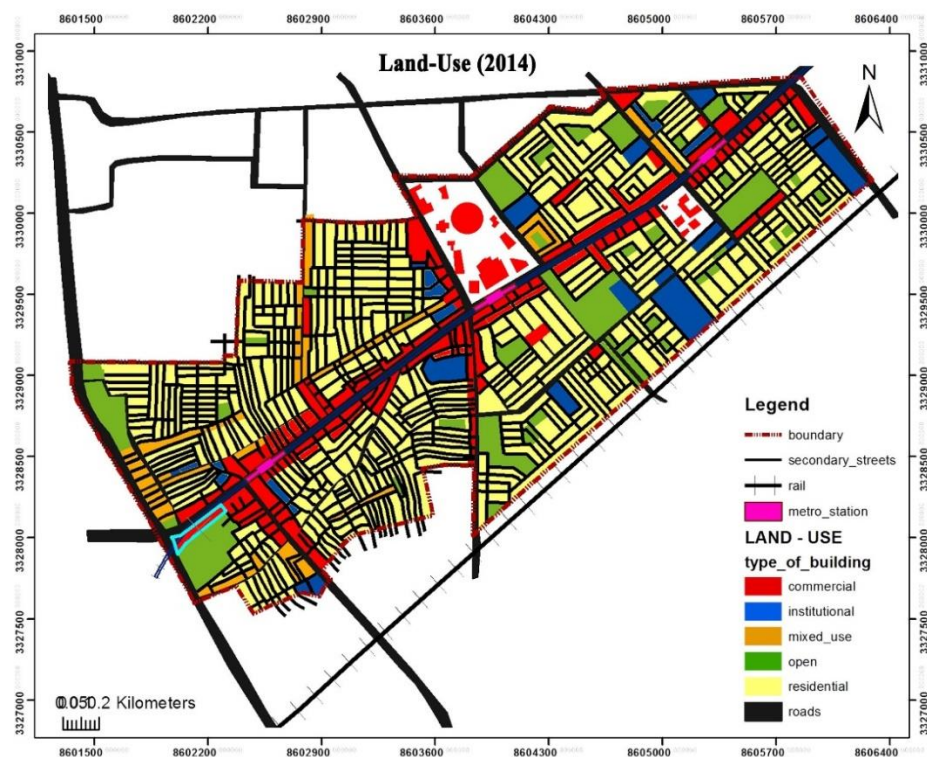 8601500 8602200 8602900 8603600 8604300 8605000 8605700 8606400
Land-Use (2014)
N
3331000
3330500
3330000
3329500
3329000
3328500
3328000
3327500
3327000
3331000
3330500
3330000
3329500
3329000
3328500
3328000
3327500
3327000
Legend
boundary
secondary_streets
rail
metro_station
LAND - USE
type_of_building
commercial
institutional
mixed_use
open
residential
roads
Kilometers
8601500 8602200 8602900 8603600 8604300 8605000 8605700 8606400